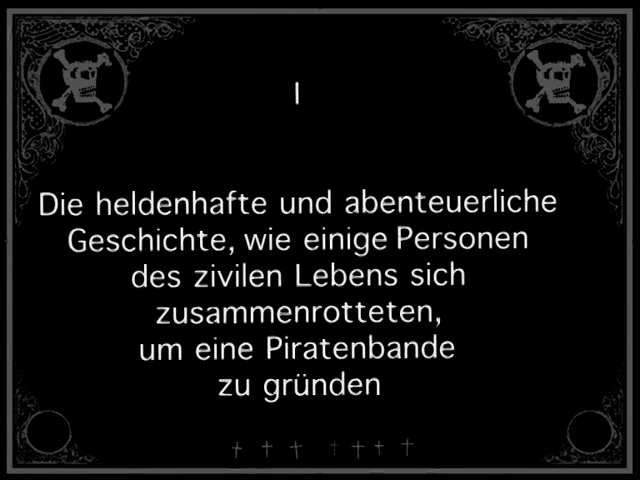 I
Die heldenhafte und abenteuerliche
Geschichte, wie einige Personen
des zivilen Lebens sich
zusammenrotteten,
um eine Piratenbande
zu gründen